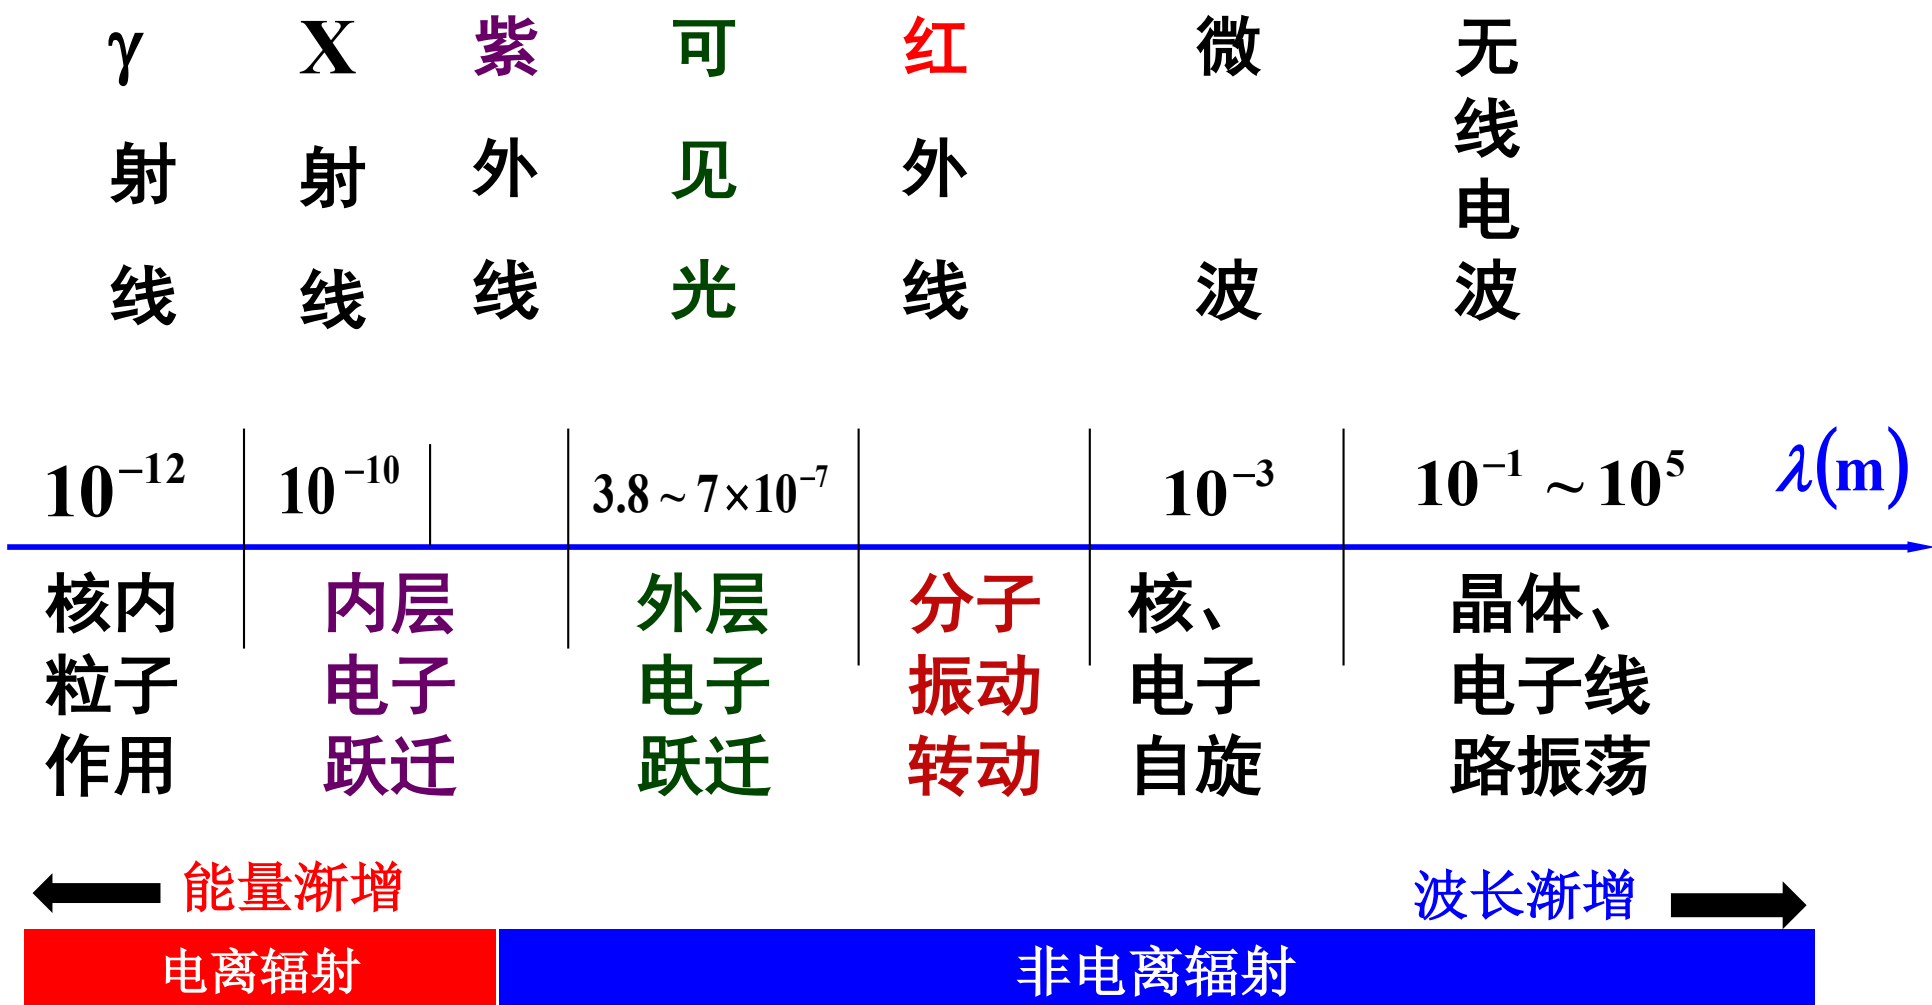 γ射线
X射线
紫外线
可见光
红外线
微波
无线电波
10⁻¹²
10⁻¹⁰
3.8 ~ 7×10⁻⁷
10⁻³
10⁻¹ ~ 10⁵
λ(m)
核内
粒子
作用
内层
电子
跃迁
外层
电子
跃迁
分子
振动
转动
核、
电子
自旋
晶体、
电子线
路振荡
能量渐增
波长渐增
电离辐射
非电离辐射